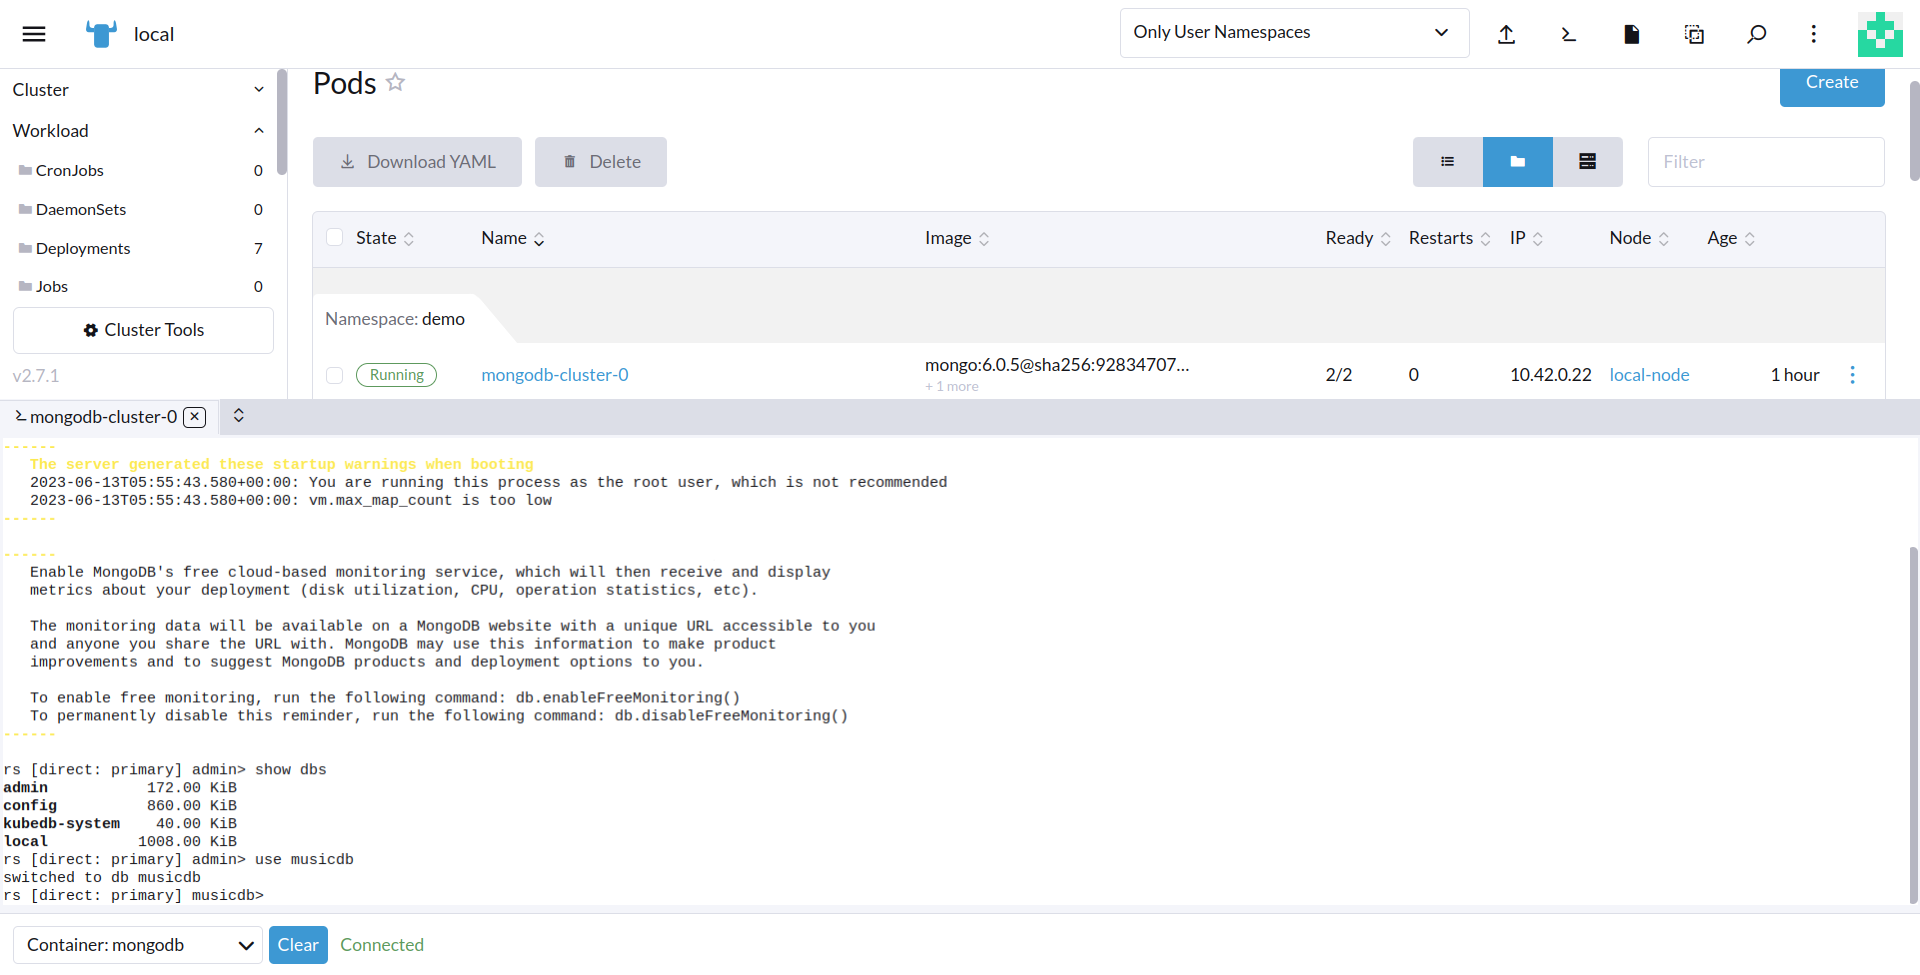 local
Only User Namespaces
Cluster
Workload
CronJobs 0
DaemonSets 0
Deployments 7
Jobs 0
Cluster Tools
v2.7.1
Pods
Create
Download YAML
Delete
Filter
State Name Image Ready Restarts IP Node Age
Namespace: demo
Running mongodb-cluster-0 mongo:6.0.5@sha256:92834707... 2/2 0 10.42.0.22 local-node 1 hour
+ 1 more
mongodb-cluster-0
------
The server generated these startup warnings when booting
2023-06-13T05:55:43.580+00:00: You are running this process as the root user, which is not recommended
2023-06-13T05:55:43.580+00:00: vm.max_map_count is too low
------
------
Enable MongoDB's free cloud-based monitoring service, which will then receive and display
metrics about your deployment (disk utilization, CPU, operation statistics, etc).
The monitoring data will be available on a MongoDB website with a unique URL accessible to you
and anyone you share the URL with. MongoDB may use this information to make product
improvements and to suggest MongoDB products and deployment options to you.
To enable free monitoring, run the following command: db.enableFreeMonitoring()
To permanently disable this reminder, run the following command: db.disableFreeMonitoring()
------
rs [direct: primary] admin> show dbs
admin 172.00 KiB
config 860.00 KiB
kubedb-system 40.00 KiB
local 1008.00 KiB
rs [direct: primary] admin> use musicdb
switched to db musicdb
rs [direct: primary] musicdb>
Container: mongodb
Clear
Connected